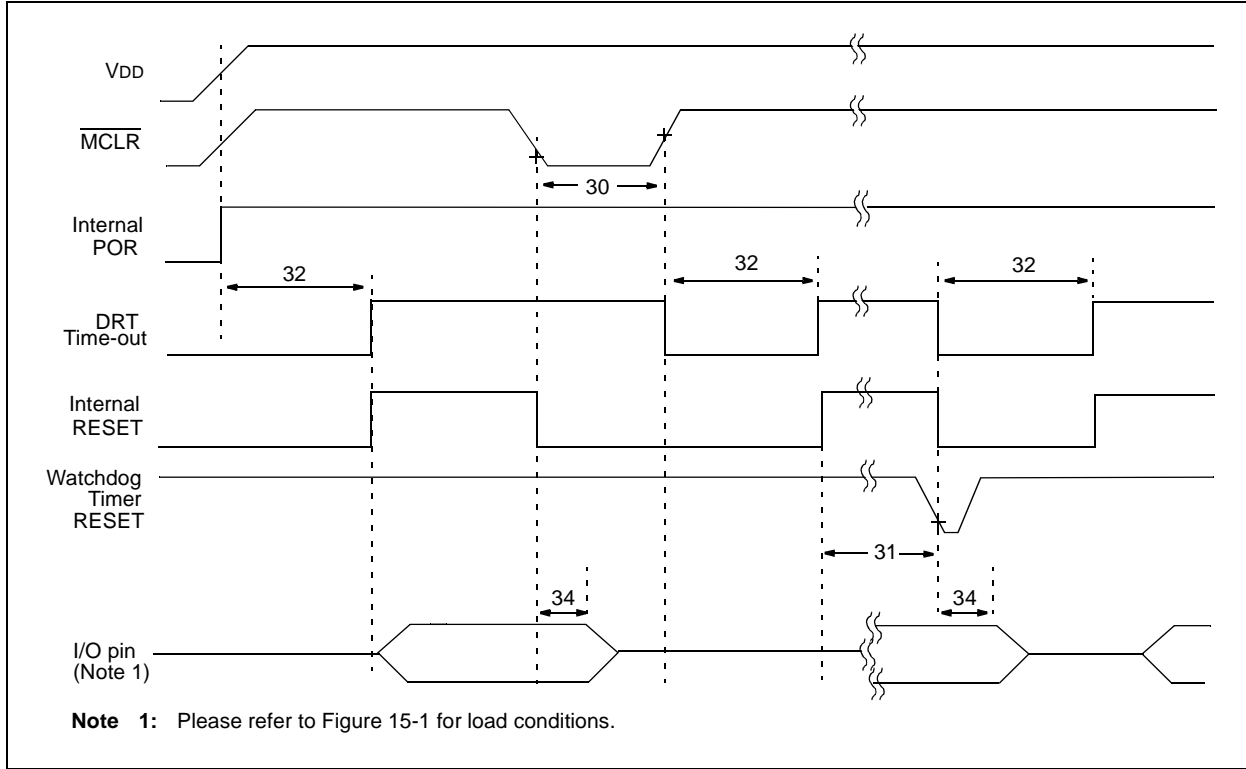 VDD
MCLR
30
Internal
POR
32
32
32
DRT
Time-out
Internal
RESET
Watchdog
Timer
RESET
31
34
34
I/O pin
(Note 1)
Note 1: Please refer to Figure 15-1 for load conditions.